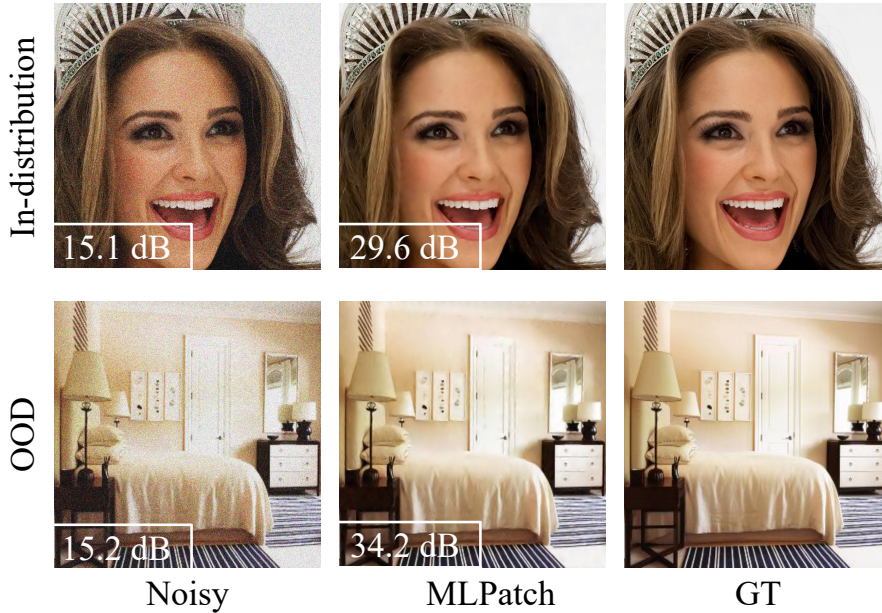 In-distribution
15.1 dB
29.6 dB
OOD
15.2 dB
34.2 dB
Noisy
MLPatch
GT